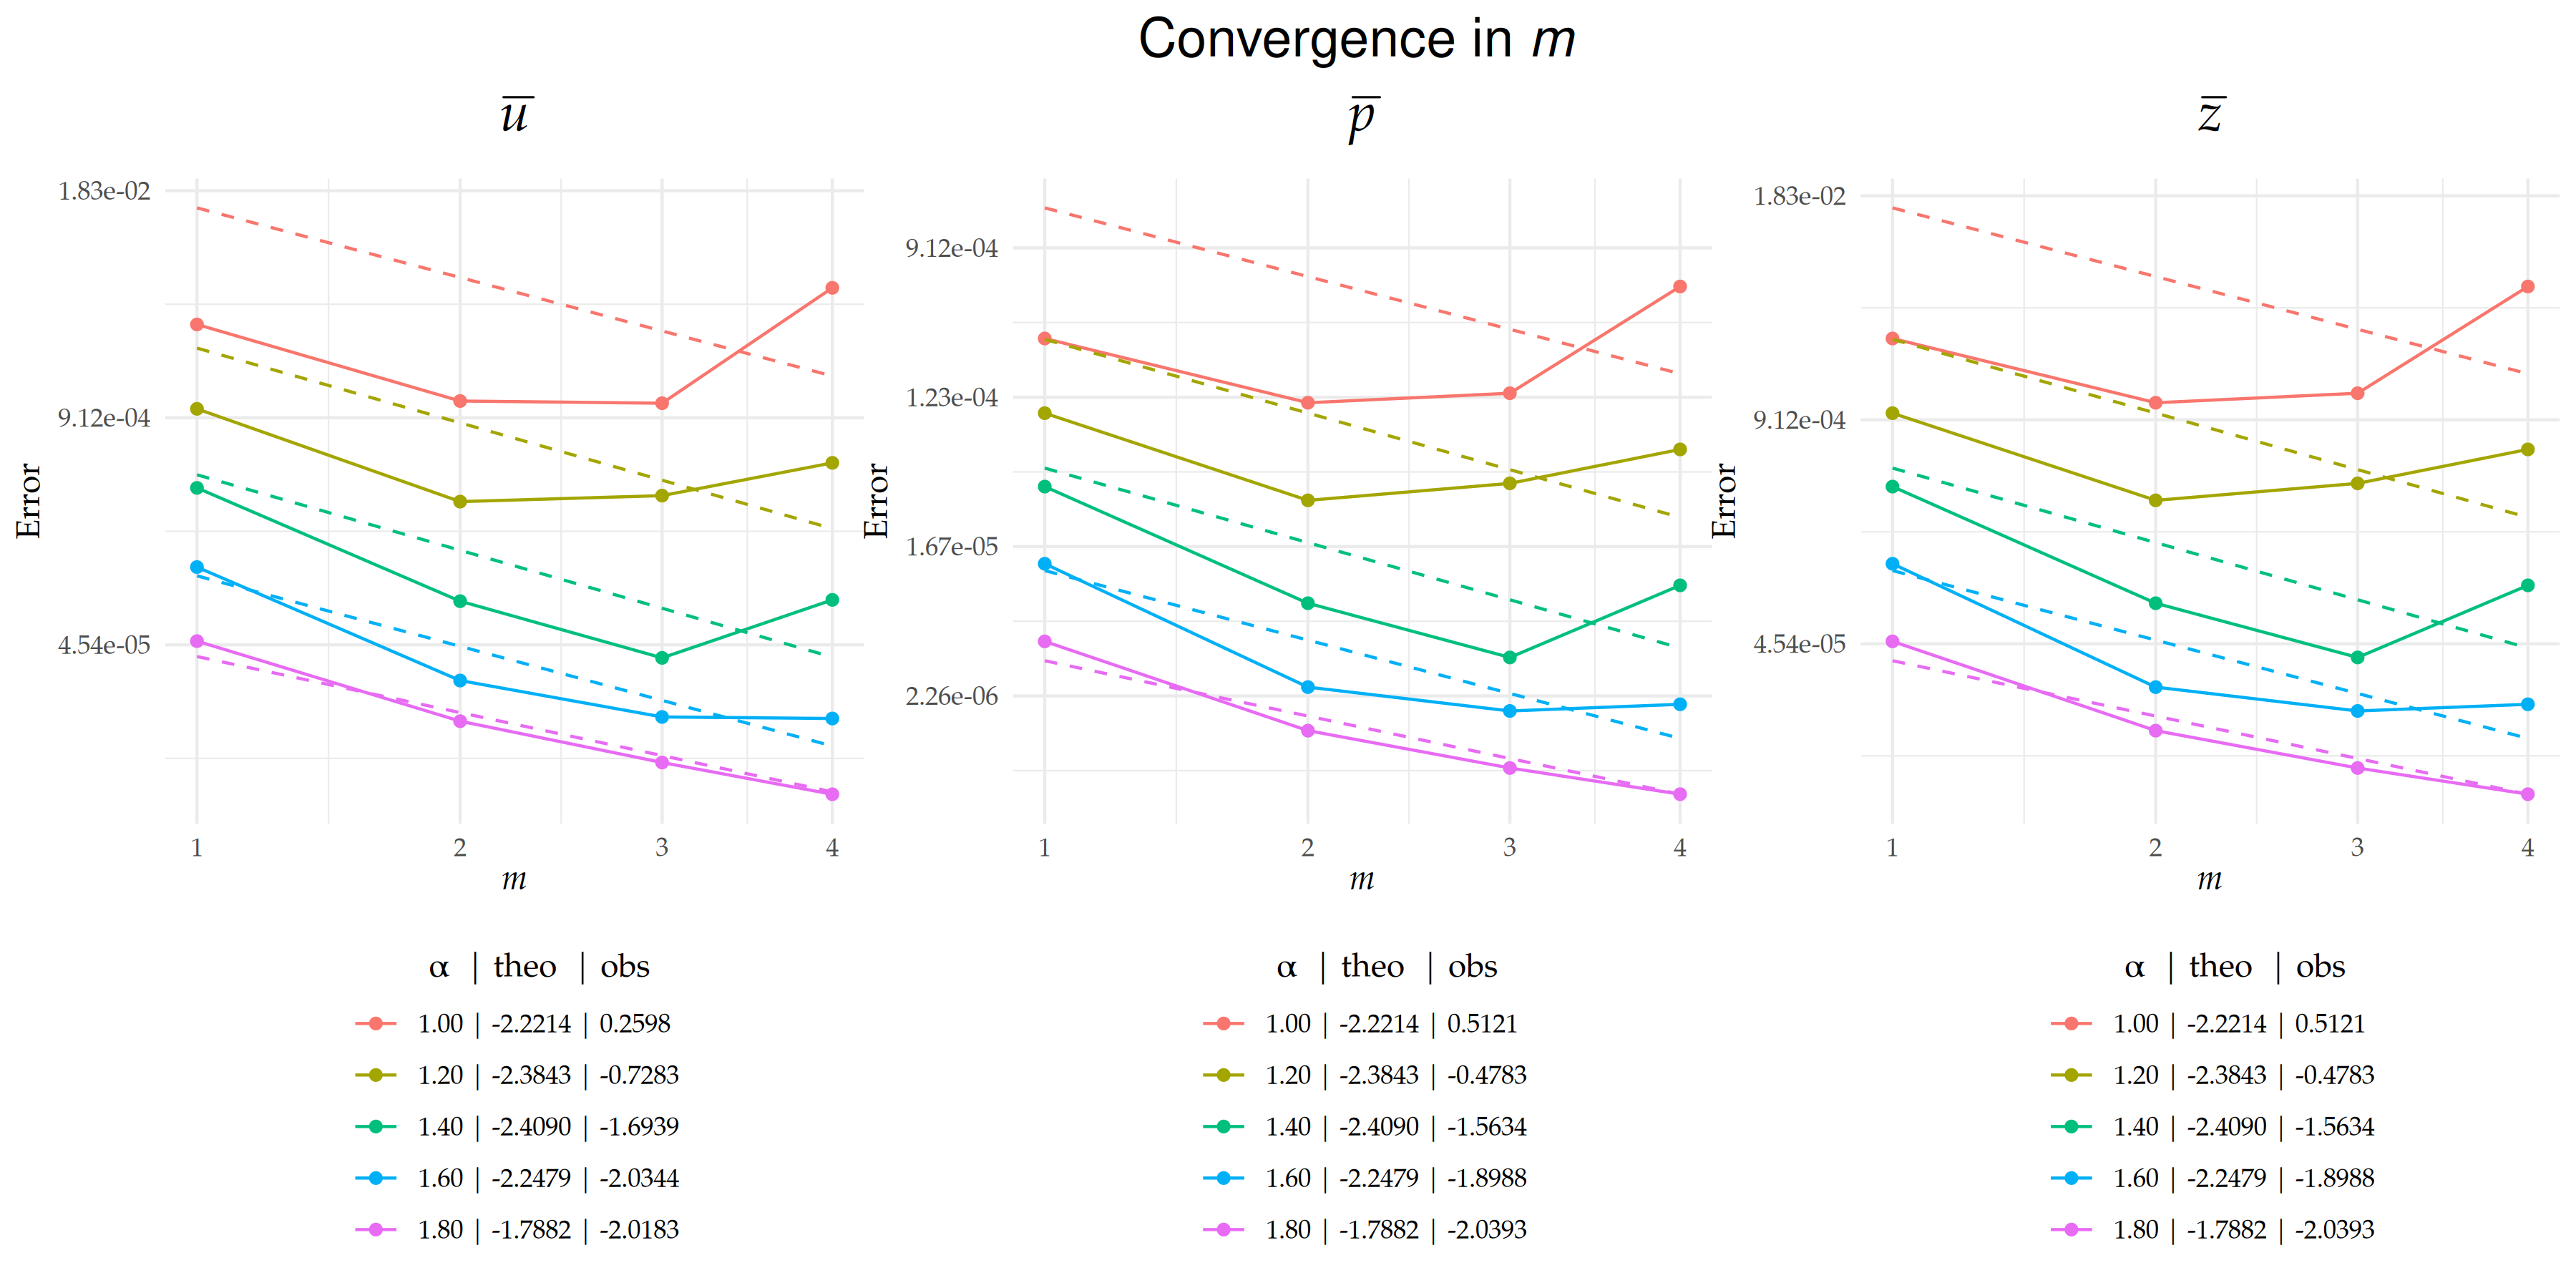 Convergence in m
u̅
p̅
z̅
1.83e-02
9.12e-04
4.54e-05
Error
1 2 3 4
m
9.12e-04
1.23e-04
1.67e-05
2.26e-06
Error
1 2 3 4
m
1.83e-02
9.12e-04
4.54e-05
Error
1 2 3 4
m
α | theo | obs
1.00 | -2.2214 | 0.2598
1.20 | -2.3843 | -0.7283
1.40 | -2.4090 | -1.6939
1.60 | -2.2479 | -2.0344
1.80 | -1.7882 | -2.0183
α | theo | obs
1.00 | -2.2214 | 0.5121
1.20 | -2.3843 | -0.4783
1.40 | -2.4090 | -1.5634
1.60 | -2.2479 | -1.8988
1.80 | -1.7882 | -2.0393
α | theo | obs
1.00 | -2.2214 | 0.5121
1.20 | -2.3843 | -0.4783
1.40 | -2.4090 | -1.5634
1.60 | -2.2479 | -1.8988
1.80 | -1.7882 | -2.0393